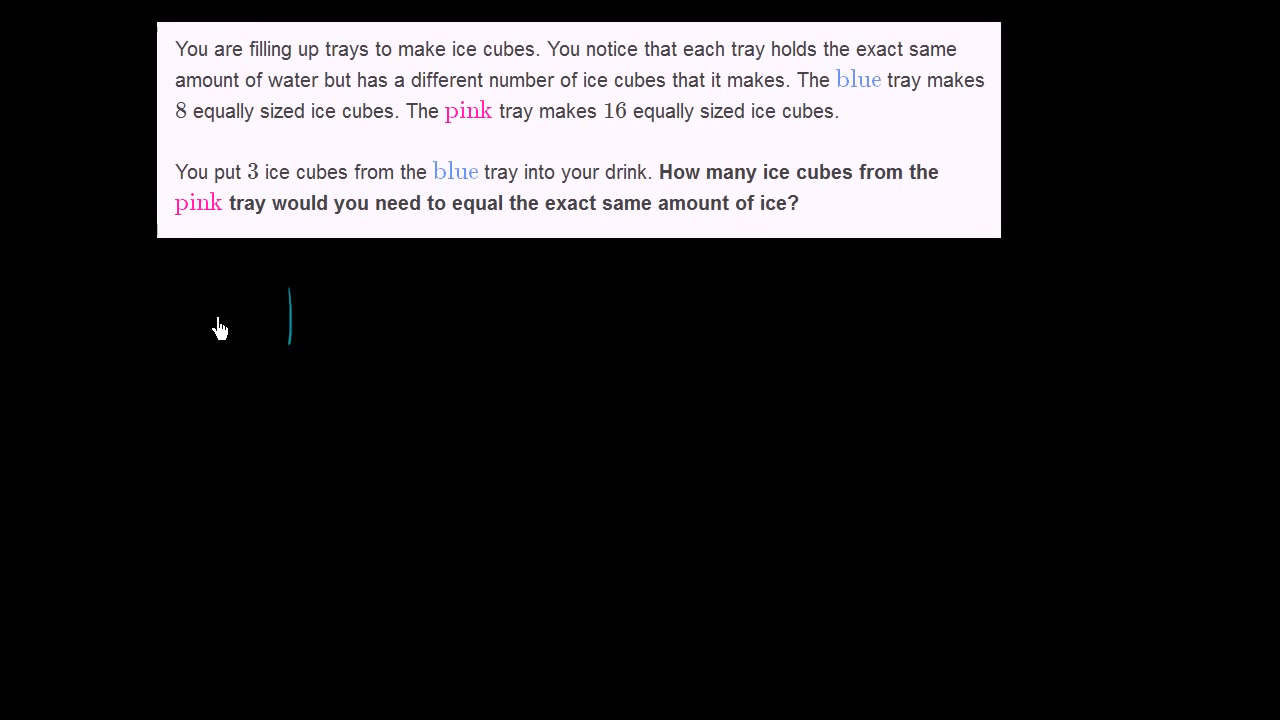 You are filling up trays to make ice cubes. You notice that each tray holds the exact same
amount of water but has a different number of ice cubes that it makes. The blue tray makes
8 equally sized ice cubes. The pink tray makes 16 equally sized ice cubes.
You put 3 ice cubes from the blue tray into your drink. How many ice cubes from the
pink tray would you need to equal the exact same amount of ice?